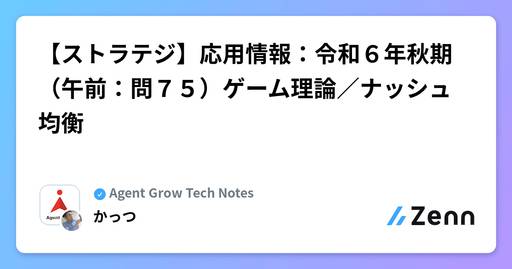 【ストラテジ】応用情報：令和６年秋期
（午前：問７５）ゲーム理論／ナッシュ
均衡
Agent Grow Tech Notes
かっつ
Agent
Zenn